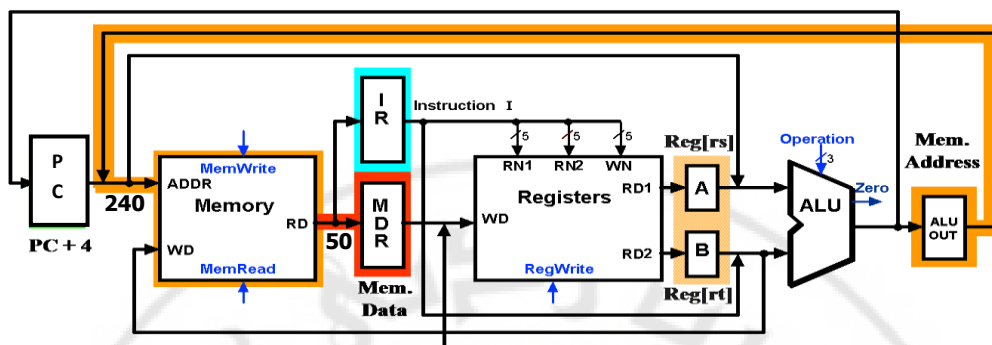 P
C
PC + 4
240
MemWrite
ADDR
Memory
RD
WD
MemRead
50
I
R
Instruction I
M
D
R
Mem.
Data
5
5
5
RN1
RN2
WN
Registers
WD
RD1
RD2
RegWrite
Reg[rs]
A
B
Reg[rt]
Operation
3
ALU
Zero
Mem.
Address
ALU
OUT